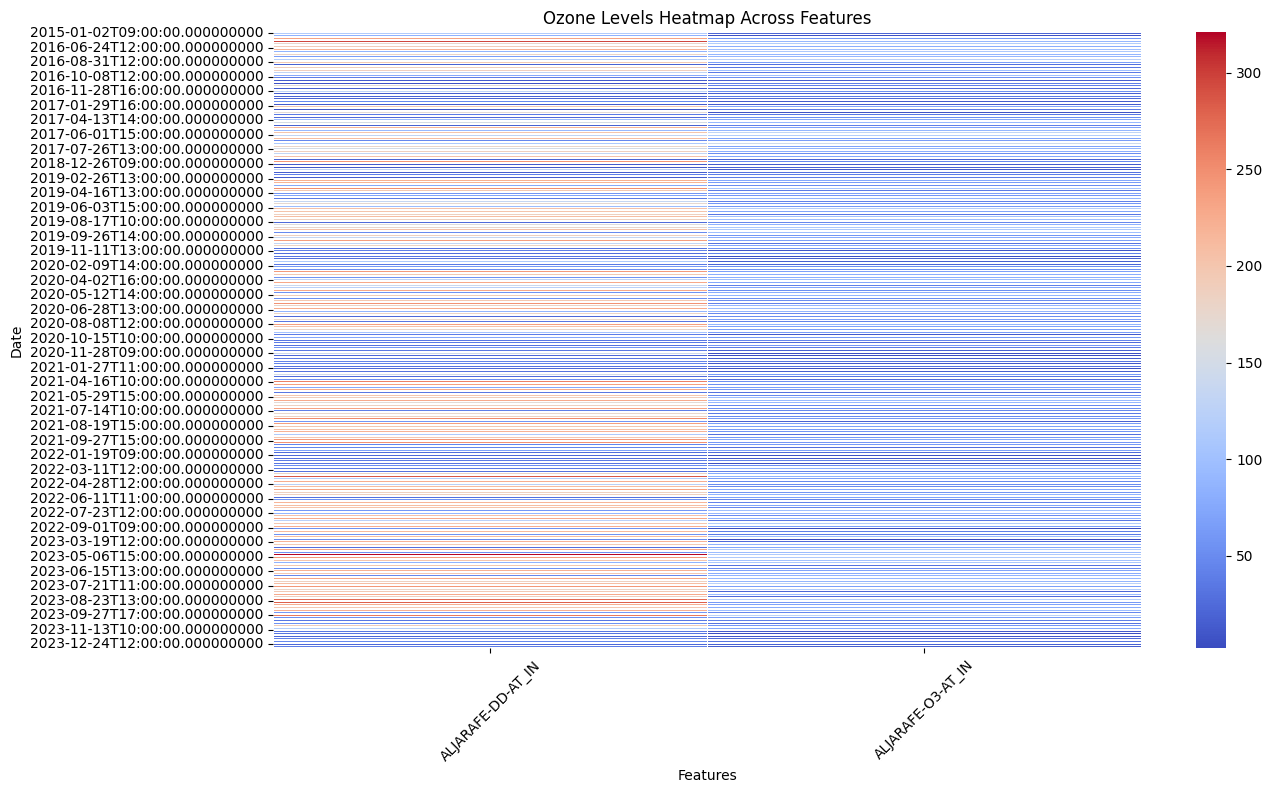 Ozone Levels Heatmap Across Features
2015-01-02T09:00:00.000000000
2016-06-24T12:00:00.000000000
2016-08-31T12:00:00.000000000
2016-10-08T12:00:00.000000000
2016-11-28T16:00:00.000000000
2017-01-29T16:00:00.000000000
2017-04-13T14:00:00.000000000
2017-06-01T15:00:00.000000000
2017-07-26T13:00:00.000000000
2018-12-26T09:00:00.000000000
2019-02-26T13:00:00.000000000
2019-04-16T13:00:00.000000000
2019-06-03T15:00:00.000000000
2019-08-17T10:00:00.000000000
2019-09-26T14:00:00.000000000
2019-11-11T13:00:00.000000000
2020-02-09T14:00:00.000000000
2020-04-02T16:00:00.000000000
2020-05-12T14:00:00.000000000
2020-06-28T13:00:00.000000000
2020-08-08T12:00:00.000000000
2020-10-15T10:00:00.000000000
2020-11-28T09:00:00.000000000
2021-01-27T11:00:00.000000000
2021-04-16T10:00:00.000000000
2021-05-29T15:00:00.000000000
2021-07-14T10:00:00.000000000
2021-08-19T15:00:00.000000000
2021-09-27T15:00:00.000000000
2022-01-19T09:00:00.000000000
2022-03-11T12:00:00.000000000
2022-04-28T12:00:00.000000000
2022-06-11T11:00:00.000000000
2022-07-23T12:00:00.000000000
2022-09-01T09:00:00.000000000
2023-03-19T12:00:00.000000000
2023-05-06T15:00:00.000000000
2023-06-15T13:00:00.000000000
2023-07-21T11:00:00.000000000
2023-08-23T13:00:00.000000000
2023-09-27T17:00:00.000000000
2023-11-13T10:00:00.000000000
2023-12-24T12:00:00.000000000
Date
ALJARAFE-DD-AT_IN
ALJARAFE-O3-AT_IN
Features
300
250
200
150
100
50